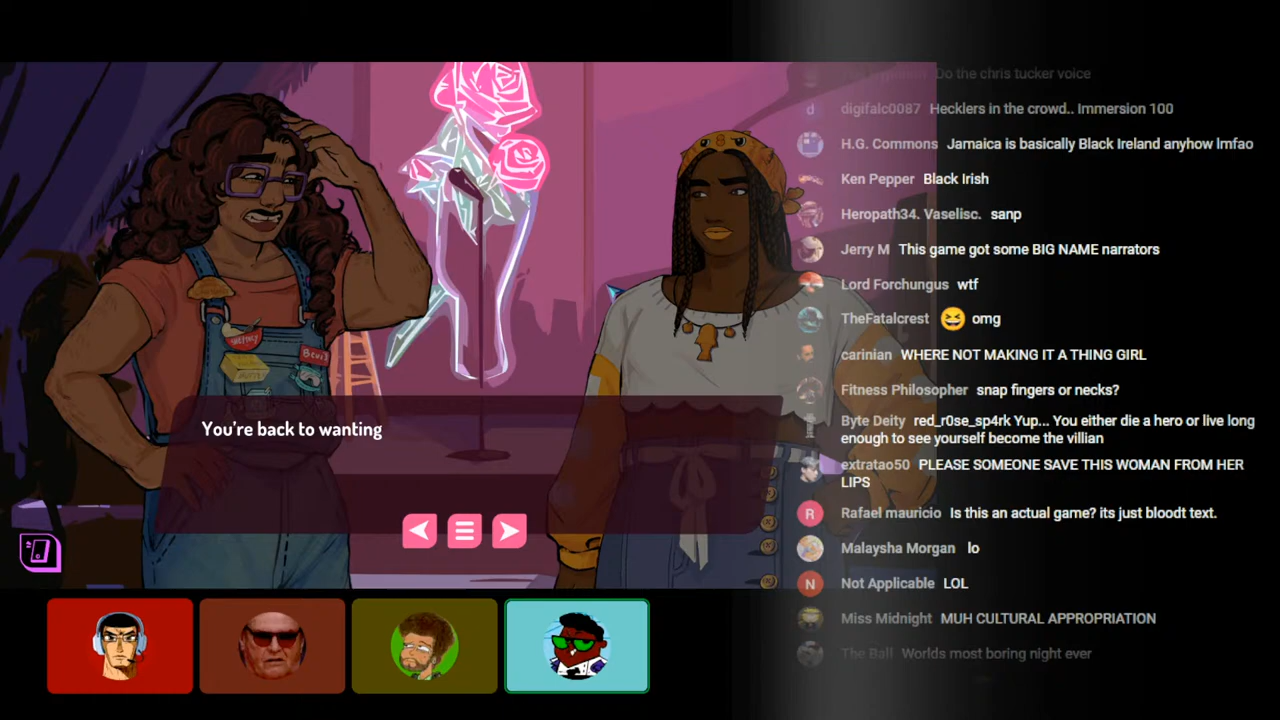 Do the chris tucker voice
digifalc0087 Hecklers in the crowd.. Immersion 100
H.G. Commons Jamaica is basically Black Ireland anyhow lmfao
Ken Pepper Black Irish
Heropath34. Vaselisc. sanp
Jerry M This game got some BIG NAME narrators
Lord Forchungus wtf
TheFatalcrest 😆 omg
carinian WHERE NOT MAKING IT A THING GIRL
Fitness Philosopher snap fingers or necks?
Byte Deity red_r0se_sp4rk Yup... You either die a hero or live long
enough to see yourself become the villian
extratao50 PLEASE SOMEONE SAVE THIS WOMAN FROM HER
LIPS
Rafael mauricio Is this an actual game? its just bloodt text.
Malaysha Morgan lo
Not Applicable LOL
Miss Midnight MUH CULTURAL APPROPRIATION
The Ball Worlds most boring night ever
You're back to wanting